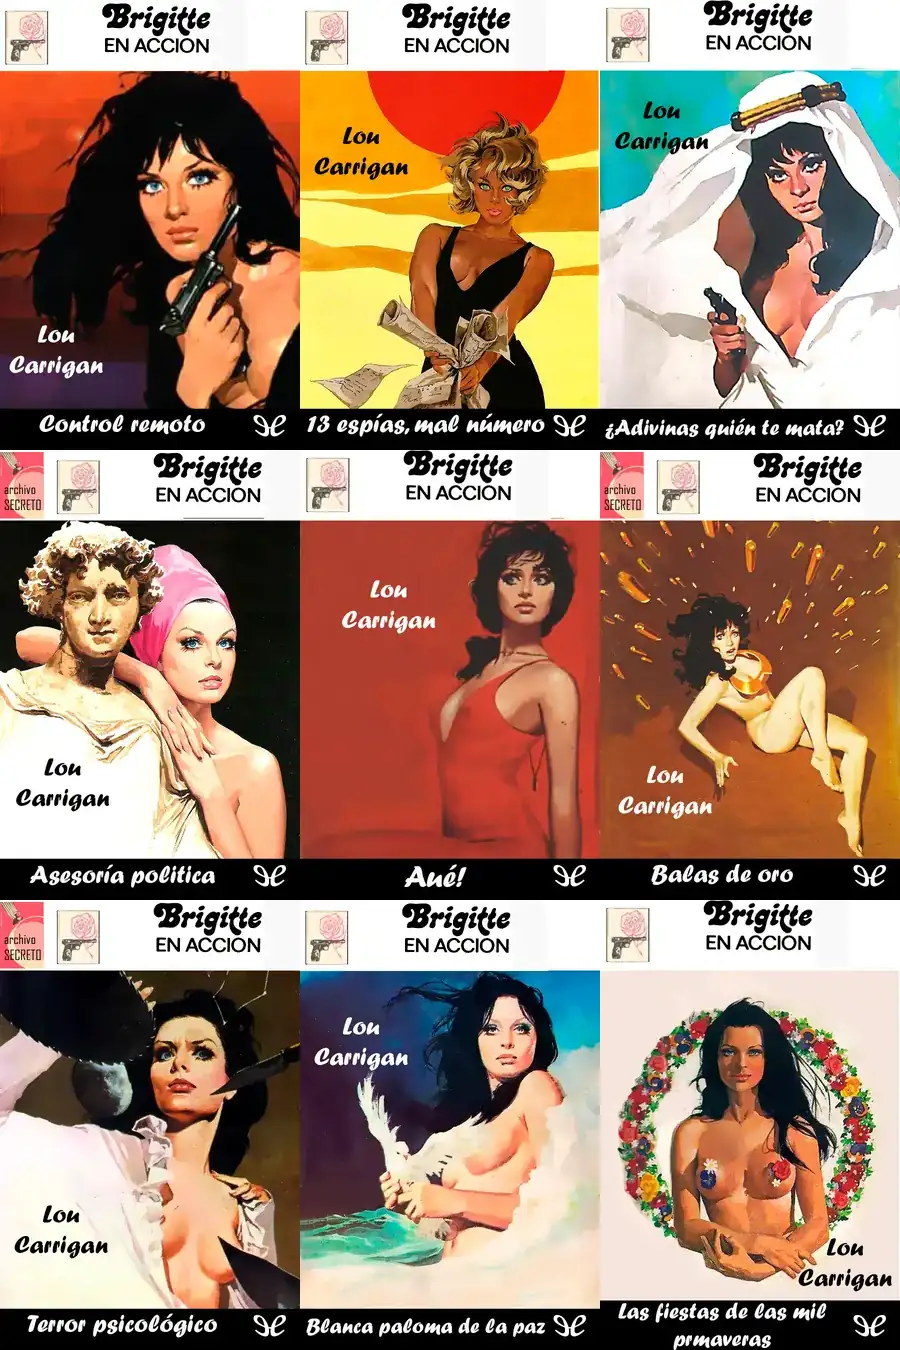 Brigitte
EN ACCION
Lou
Carrigan
Control remoto
Brigitte
EN ACCION
Lou
Carrigan
13 espías, mal número
Brigitte
EN ACCION
Lou
Carrigan
¿Adivinas quién te mata?
archivo
SECRETO
Brigitte
EN ACCION
Lou
Carrigan
Asesoría politica
Brigitte
EN ACCION
Lou
Carrigan
Aué!
archivo
SECRETO
Brigitte
EN ACCION
Lou
Carrigan
Balas de oro
archivo
SECRETO
Brigitte
EN ACCION
Lou
Carrigan
Terror psicológico
Brigitte
EN ACCION
Lou
Carrigan
Blanca paloma de la paz
Brigitte
EN ACCION
Lou
Carrigan
Las fiestas de las mil
prmaveras